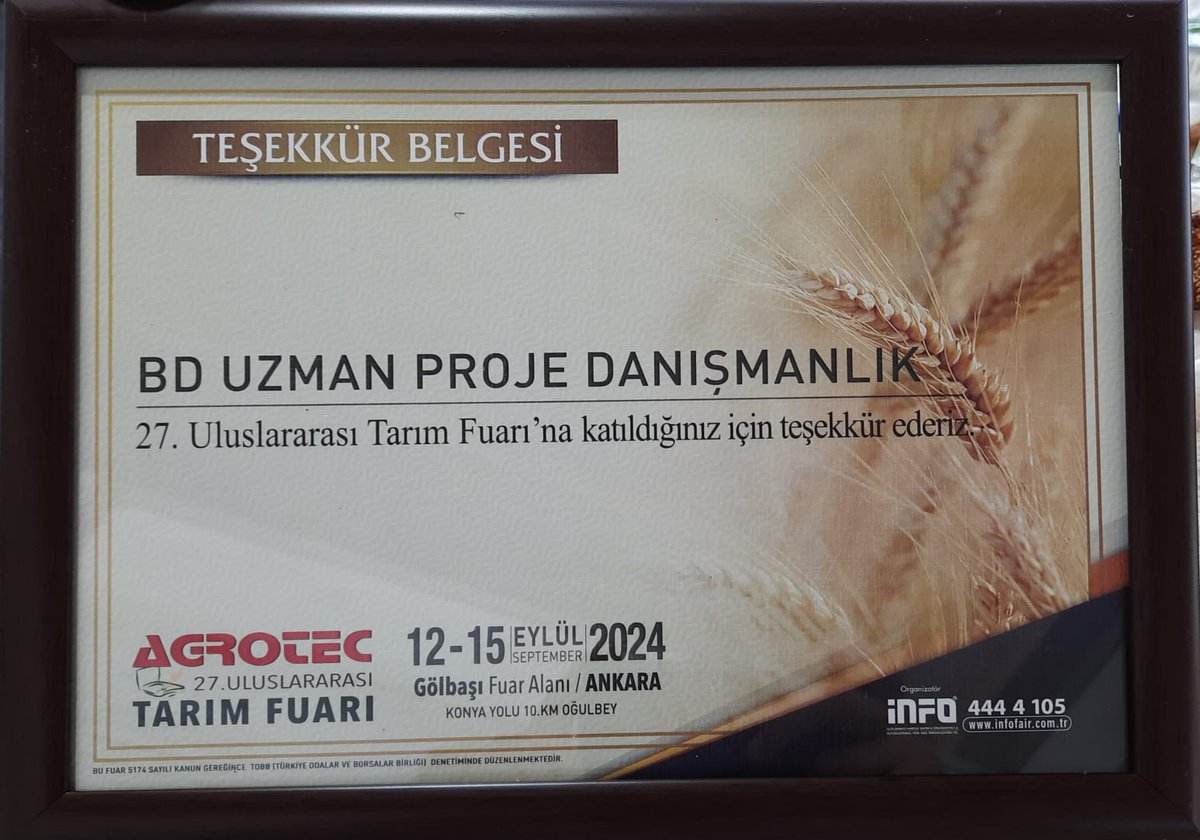 TEŞEKKÜR BELGESİ
BD UZMAN PROJE DANIŞMANLIK
27. Uluslararası Tarım Fuarı'na katıldığınız için teşekkür ederiz.
AGROTEC
27.ULUSLARARASI
TARIM FUARI
12-15 EYLÜL SEPTEMBER 2024
Gölbaşı Fuar Alanı / ANKARA
KONYA YOLU 10.KM OĞULBEY
Organizatör
info 444 4 105
www.infofair.com.tr
BU FUAR 5174 SAYILI KANUN GEREĞİNÇE TOBB (TÜRKİYE ODALAR VE BORSALAR BİRLİĞİ) DENETİMİNDE DÜZENLENMEKTEDİR.